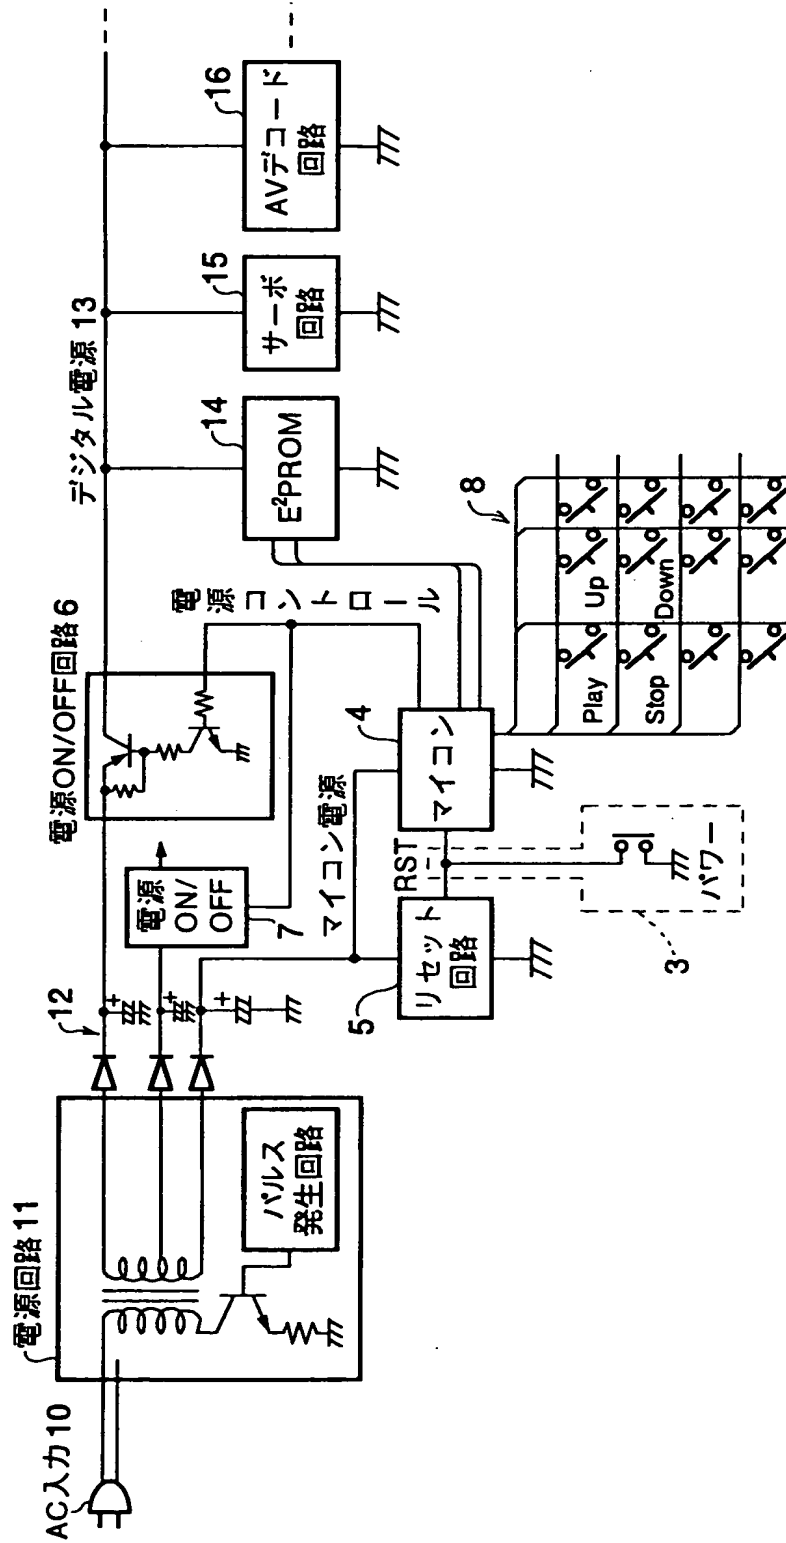 AC入力10
電源回路11
パルス
発生回路
12
電源
ON/
OFF
7
電源ON/OFF回路6
デジタル電源 13
電源コントロール
14
E²PROM
15
サーボ
回路
16
AVデコード
回路
マイコン電源
5
リセット
回路
RST
4
マイコン
3
パワー
8
Play
Up
Stop
Down
+
+
+